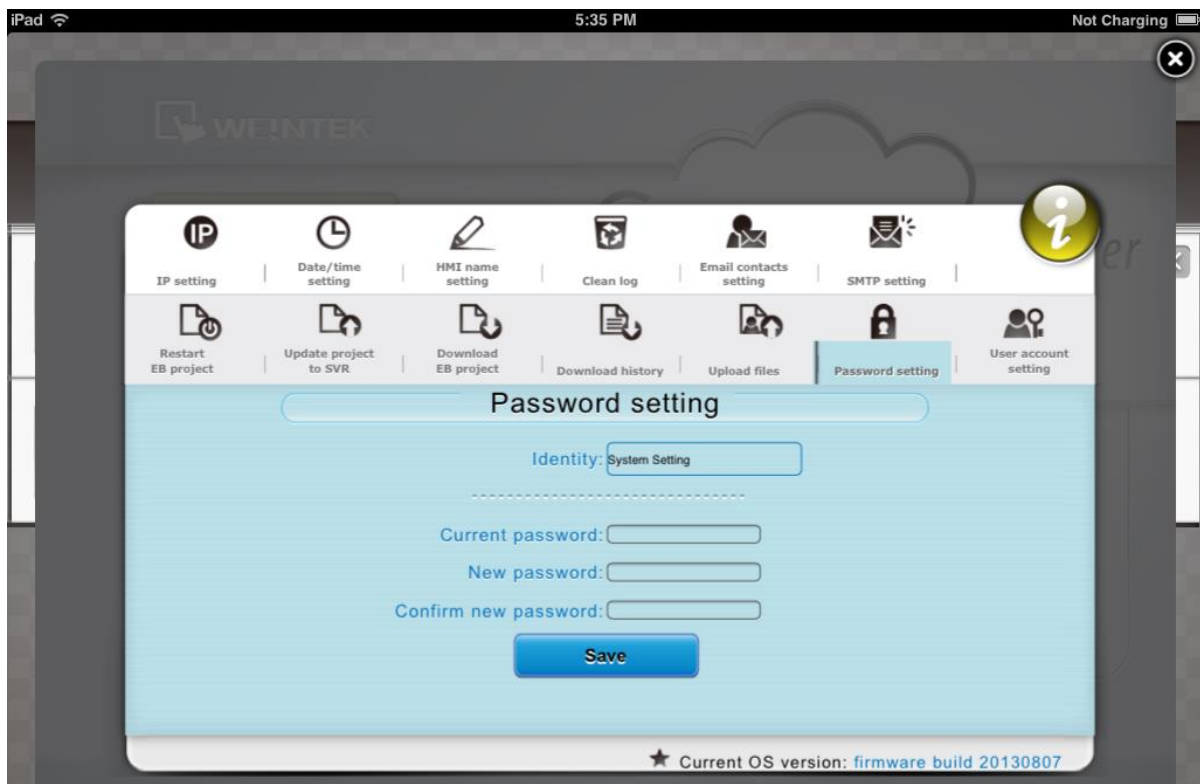 iPad 5:35 PM Not Charging
WEINTEK
IP setting
Date/time
setting
HMI name
setting
Clean log
Email contacts
setting
SMTP setting
Restart
EB project
Update project
to SVR
Download
EB project
Download history
Upload files
Password setting
User account
setting
Password setting
Identity: System Setting
Current password:
New password:
Confirm new password:
Save
Current OS version: firmware build 20130807